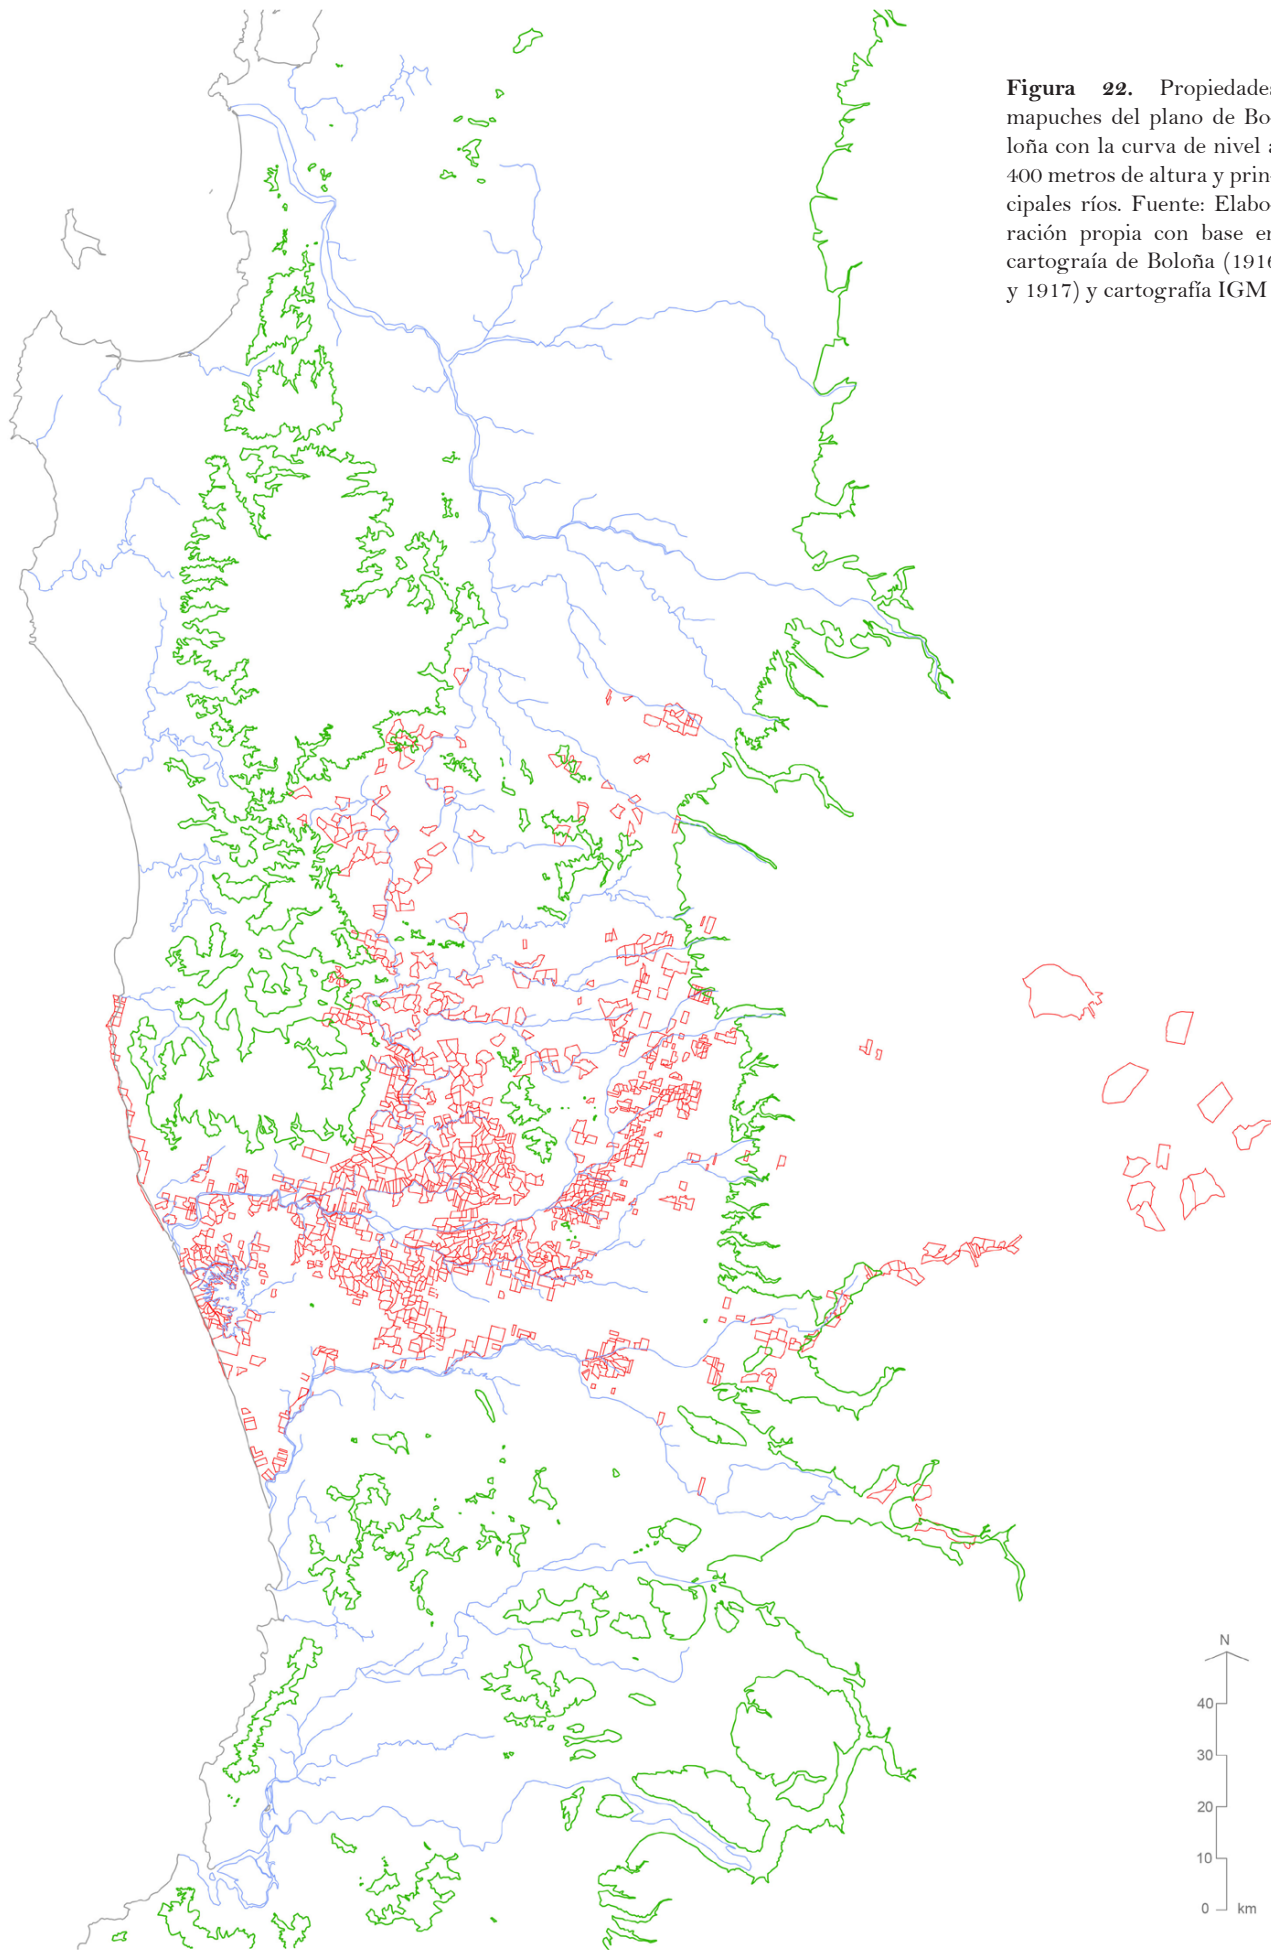 Figura 22. Propiedades
mapuches del plano de Bo-
loña con la curva de nivel a
400 metros de altura y prin-
cipales ríos. Fuente: Elabo-
ración propia con base en
cartograía de Boloña (1916
y 1917) y cartografía IGM
N
40
30
20
10
0 km